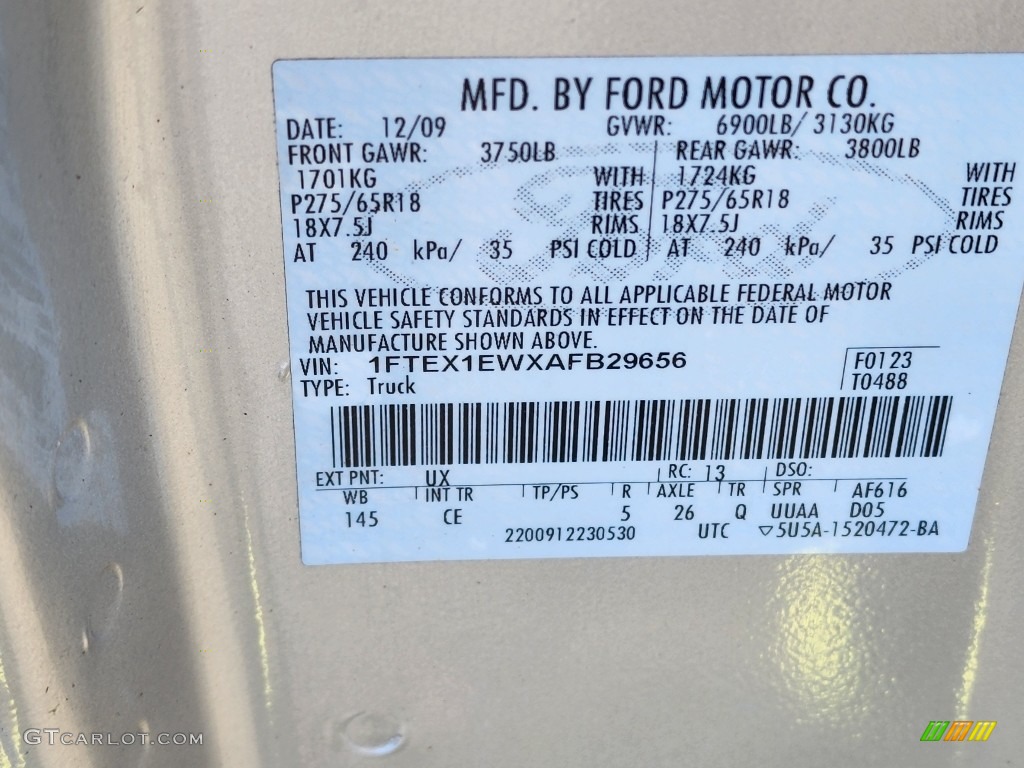 MFD. BY FORD MOTOR CO.
DATE: 12/09 GVWR: 6900LB/ 3130KG
FRONT GAWR: 3750LB REAR GAWR: 3800LB
1701KG WITH 1724KG WITH
P275/65R18 TIRES P275/65R18 TIRES
18X7.5J RIMS 18X7.5J RIMS
AT 240 kPa/ 35 PSI COLD AT 240 kPa/ 35 PSI COLD
THIS VEHICLE CONFORMS TO ALL APPLICABLE FEDERAL MOTOR
VEHICLE SAFETY STANDARDS IN EFFECT ON THE DATE OF
MANUFACTURE SHOWN ABOVE.
VIN: 1FTEX1EWXAFB29656 F0123
TYPE: Truck T0488
EXT PNT: UX RC: 13 DSO:
WB INT TR TP/PS R AXLE TR SPR AF616
145 CE 5 26 Q UUAA D05
2200912230530 UTC ▽5U5A-1520472-BA
GTCARLOT.COM